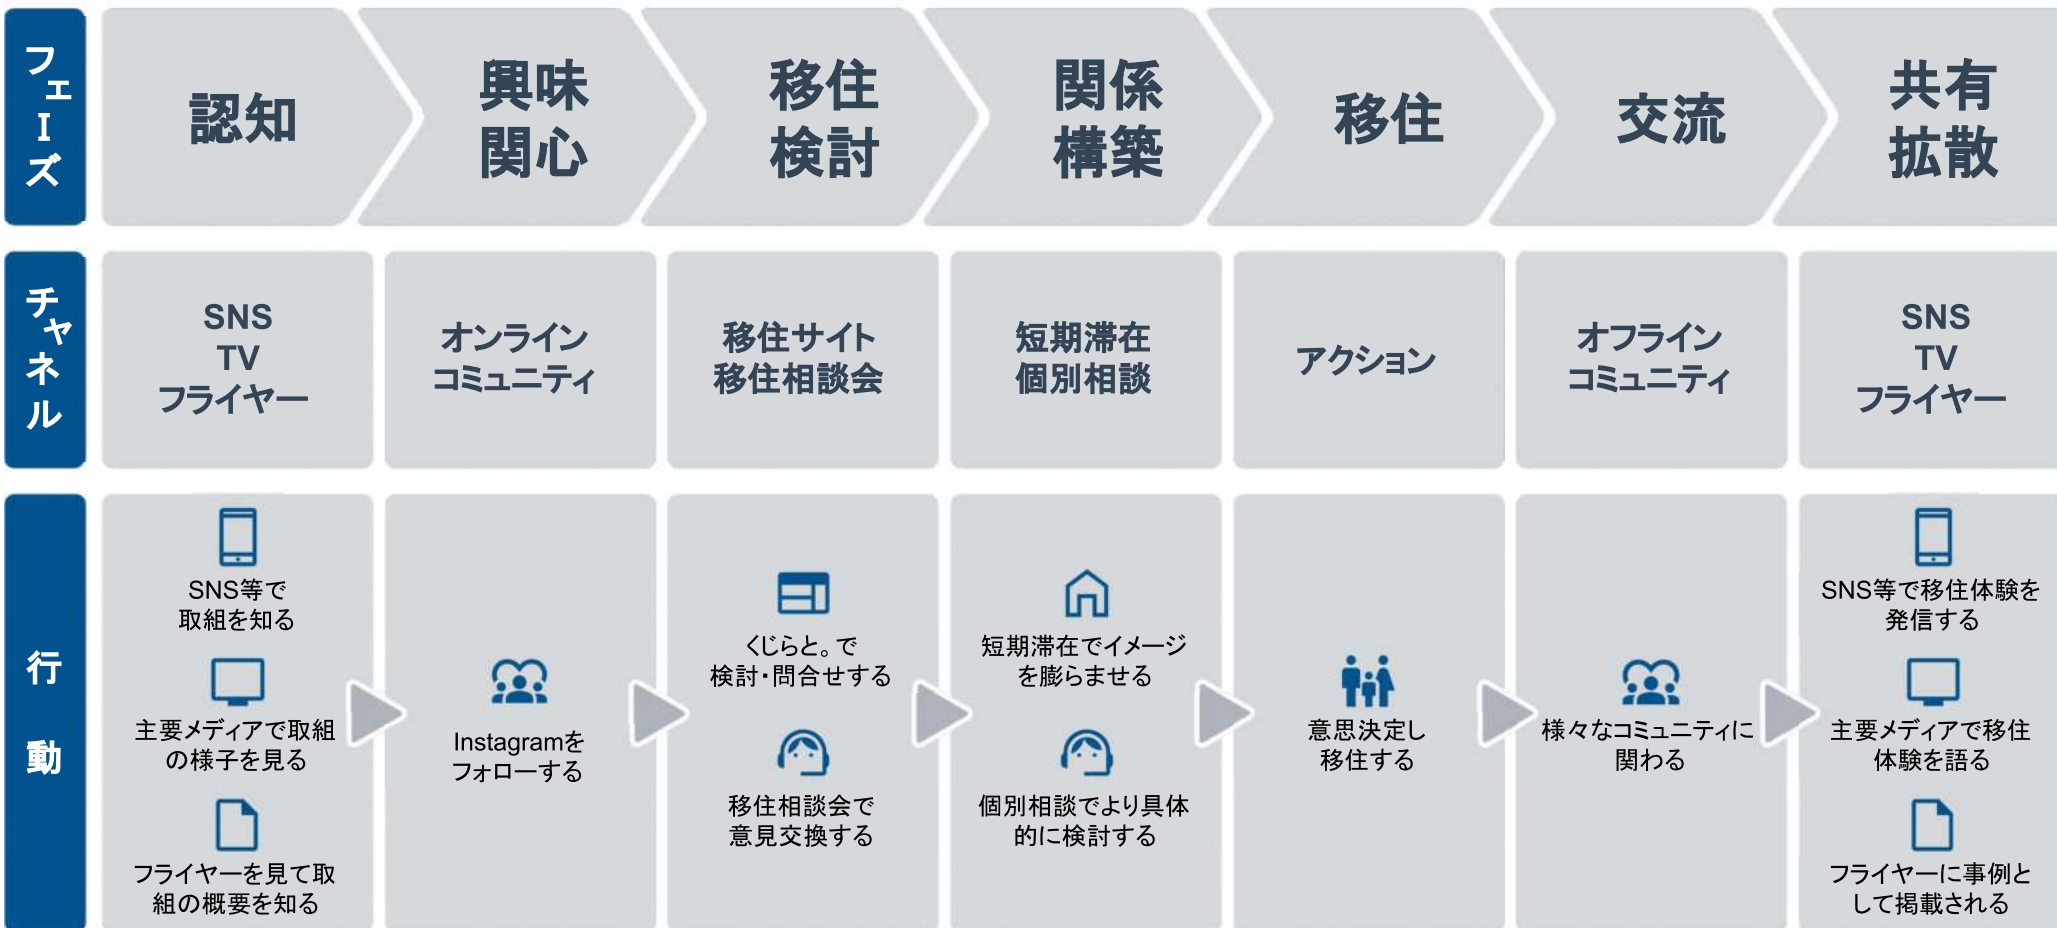 フェーズ
認知
興味
関心
移住
検討
関係
構築
移住
交流
共有
拡散
チャネル
SNS
TV
フライヤー
オンライン
コミュニティ
移住サイト
移住相談会
短期滞在
個別相談
アクション
オフライン
コミュニティ
SNS
TV
フライヤー
行動
SNS等で
取組を知る
主要メディアで取組
の様子を見る
フライヤーを見て取
組の概要を知る
Instagramを
フォローする
くじらと。で
検討・問合せする
移住相談会で
意見交換する
短期滞在でイメージ
を膨らませる
個別相談でより具体
的に検討する
意思決定し
移住する
様々なコミュニティに
関わる
SNS等で移住体験を
発信する
主要メディアで移住
体験を語る
フライヤーに事例と
して掲載される